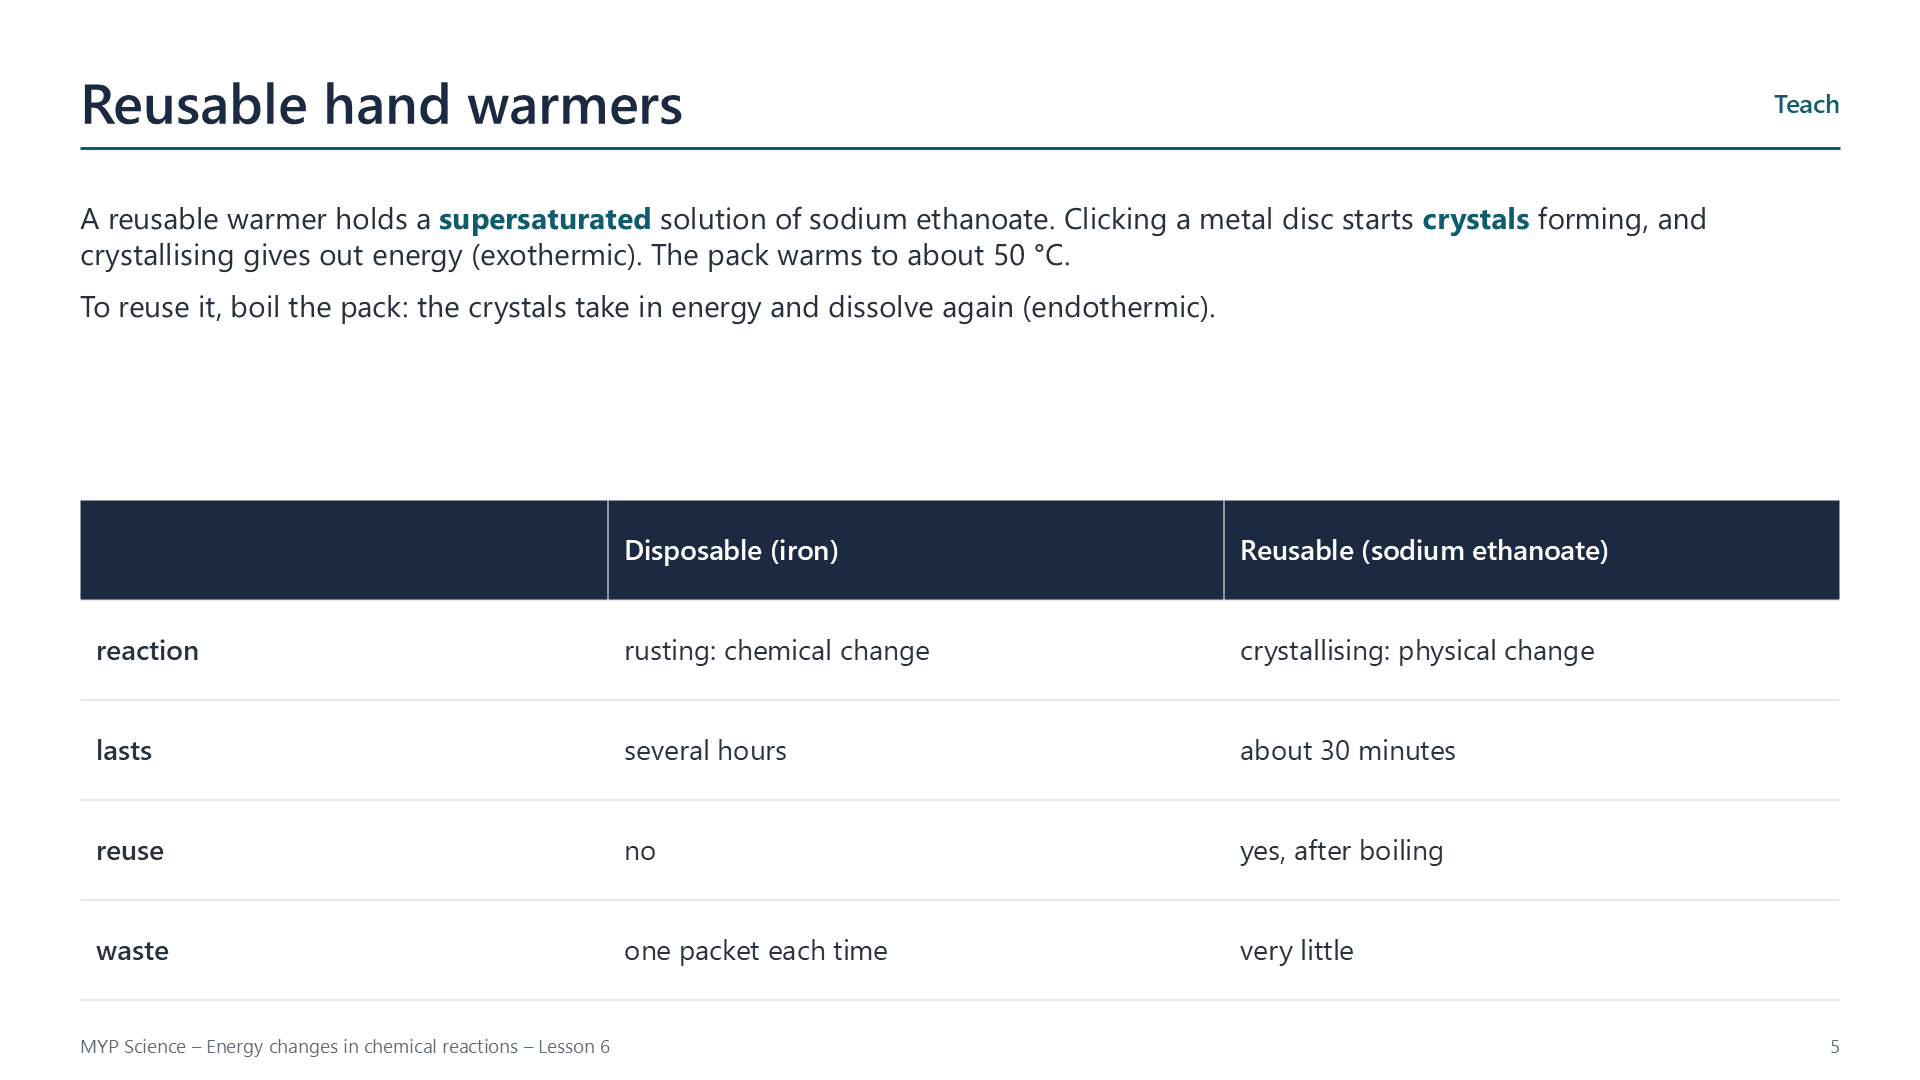 Reusable hand warmers
Teach
A reusable warmer holds a supersaturated solution of sodium ethanoate. Clicking a metal disc starts crystals forming, and
crystallising gives out energy (exothermic). The pack warms to about 50 °C.
To reuse it, boil the pack: the crystals take in energy and dissolve again (endothermic).
Disposable (iron) Reusable (sodium ethanoate)
reaction rusting: chemical change crystallising: physical change
lasts several hours about 30 minutes
reuse no yes, after boiling
waste one packet each time very little
MYP Science – Energy changes in chemical reactions – Lesson 6 5